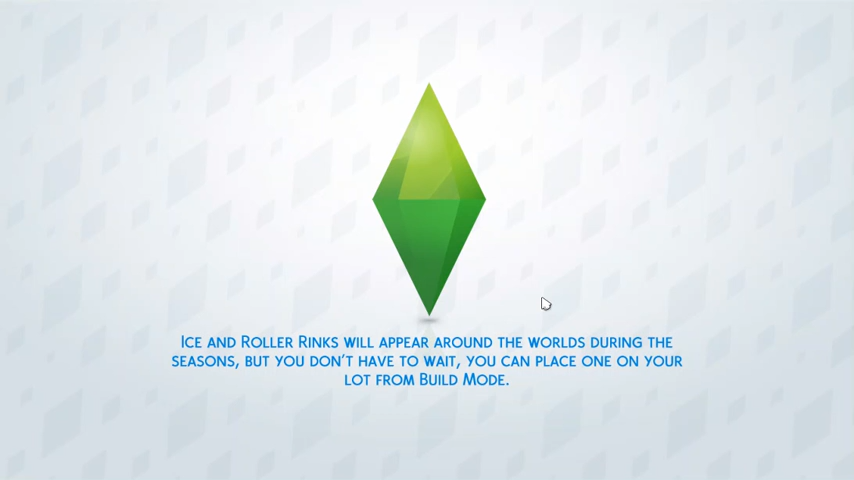 Ice and Roller Rinks will appear around the worlds during the
seasons, but you don't have to wait, you can place one on your
lot from Build Mode.